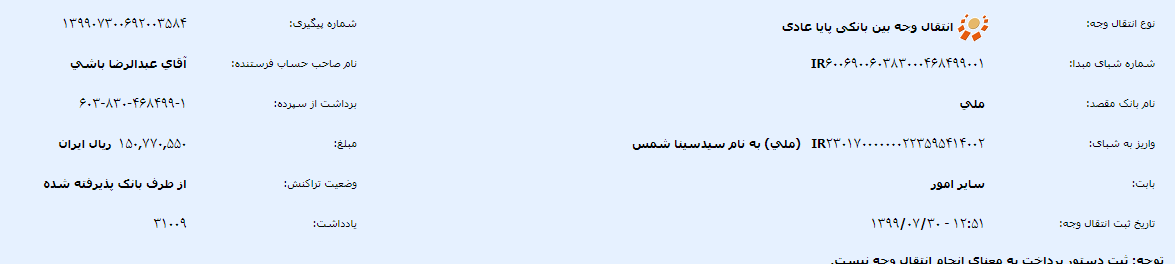 نوع انتقال وجه: انتقال وجه بین بانکی پایا عادی شماره پیگیری: ۱۳۹۹۰۷۳۰۰۶۹۲۰۰۳۵۸۴
شماره شبای مبدا: IR۶۰۰۶۹۰۰۶۰۳۸۳۰۰۰۴۶۸۴۹۹۰۰۱ نام صاحب حساب فرستنده: آقاي عبدالرضا باشي
نام بانک مقصد: ملي برداشت از سپرده: ۶۰۳-۸۳۰-۴۶۸۴۹۹-۱
واریز به شبای: IR۲۳۰۱۷۰۰۰۰۰۰۰۲۲۳۵۹۵۴۱۴۰۰۲ (ملي) به نام سیدسینا شمس مبلغ: ۱۵۰,۷۷۰,۵۵۰ ریال ایران
بابت: سایر امور وضعیت تراکنش: از طرف بانک پذیرفته شده
تاریخ ثبت انتقال وجه: ۱۲:۵۱ - ۱۳۹۹/۰۷/۳۰ یادداشت: ۳۱۰۰۹
توجه: ثبت دستور پرداخت به معنای انجام انتقال وجه نیست.